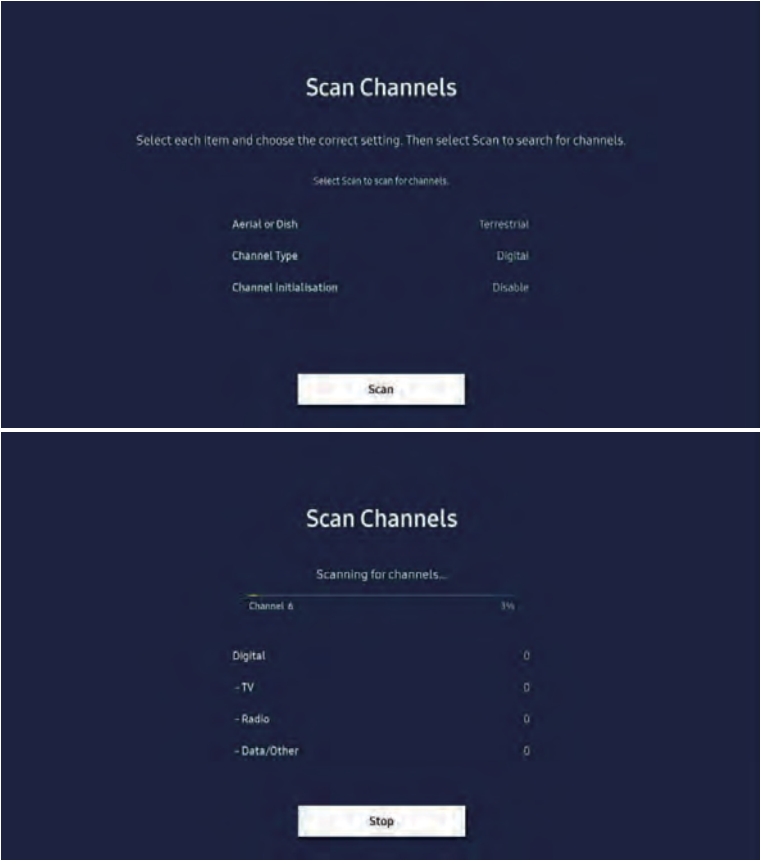 Scan Channels
Select each item and choose the correct setting. Then select Scan to search for channels.
Select Scan to scan for channels.
Aerial or Dish Terrestrial
Channel Type Digital
Channel Initialisation Disable
Scan
Scan Channels
Scanning for channels...
Channel 6 3%
Digital 0
- TV 0
- Radio 0
- Data/Other 0
Stop